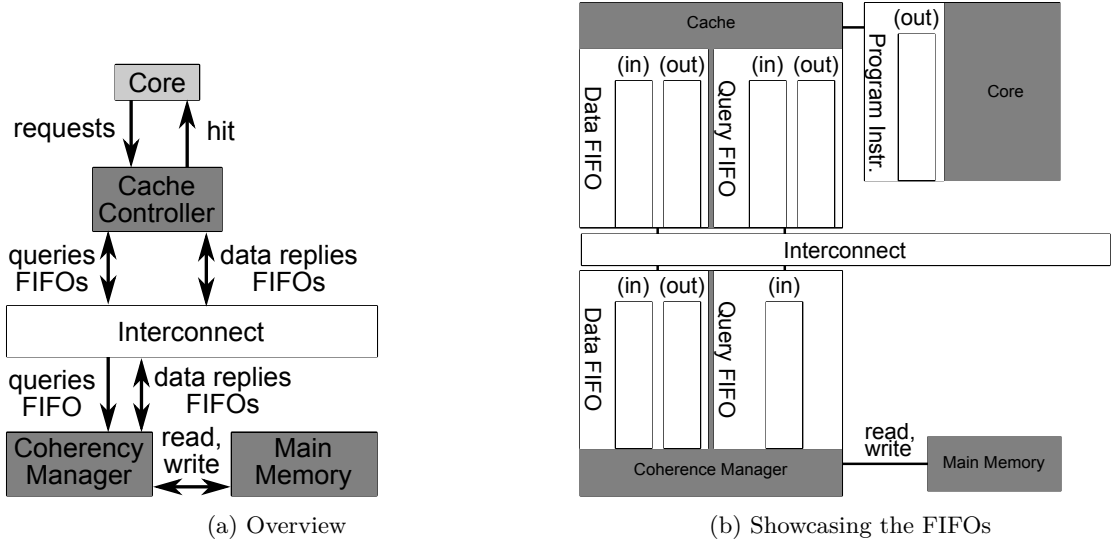 Core
requests
hit
Cache
Controller
queries
FIFOs
data replies
FIFOs
Interconnect
queries
FIFO
data replies
FIFOs
Coherency
Manager
read,
write
Main
Memory
(a) Overview
Cache
(in) (out)
Data FIFO
(in) (out)
Query FIFO
(out)
Program Instr.
Core
Interconnect
(in) (out)
Data FIFO
(in)
Query FIFO
Coherence Manager
read,
write
Main Memory
(b) Showcasing the FIFOs